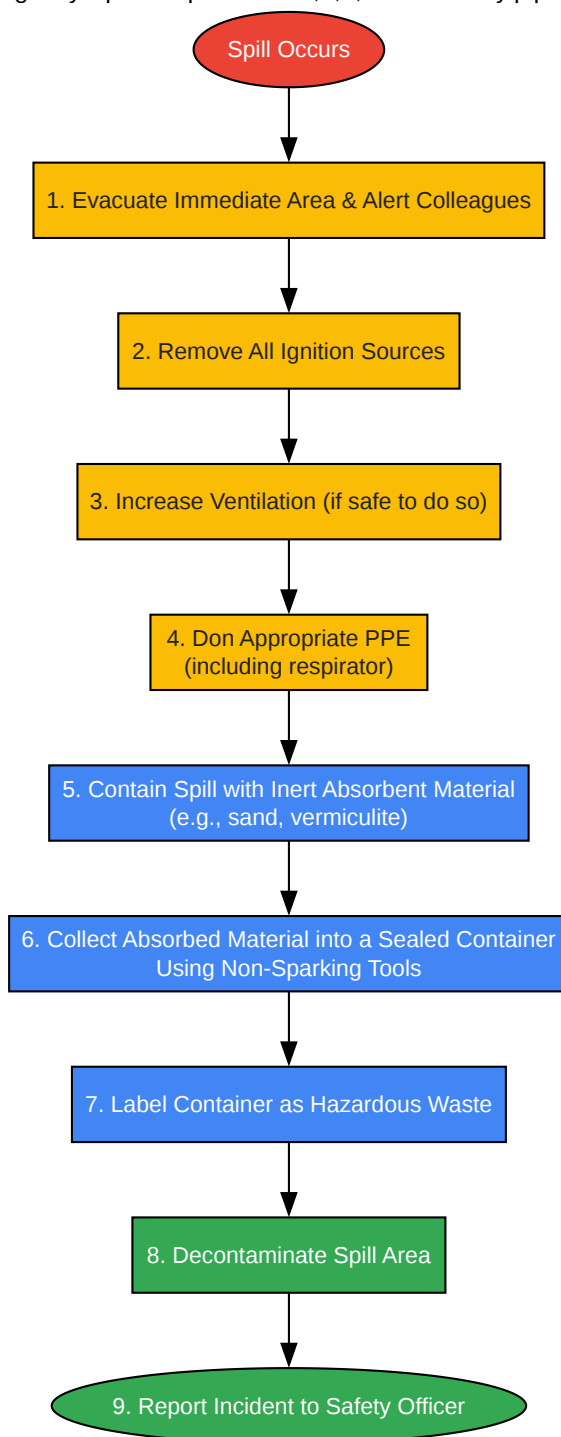 Spill Occurs
1. Evacuate Immediate Area & Alert Colleagues
2. Remove All Ignition Sources
3. Increase Ventilation (if safe to do so)
4. Don Appropriate PPE
(including respirator)
5. Contain Spill with Inert Absorbent Material
(e.g., sand, vermiculite)
6. Collect Absorbed Material into a Sealed Container
Using Non-Sparking Tools
7. Label Container as Hazardous Waste
8. Decontaminate Spill Area
9. Report Incident to Safety Officer